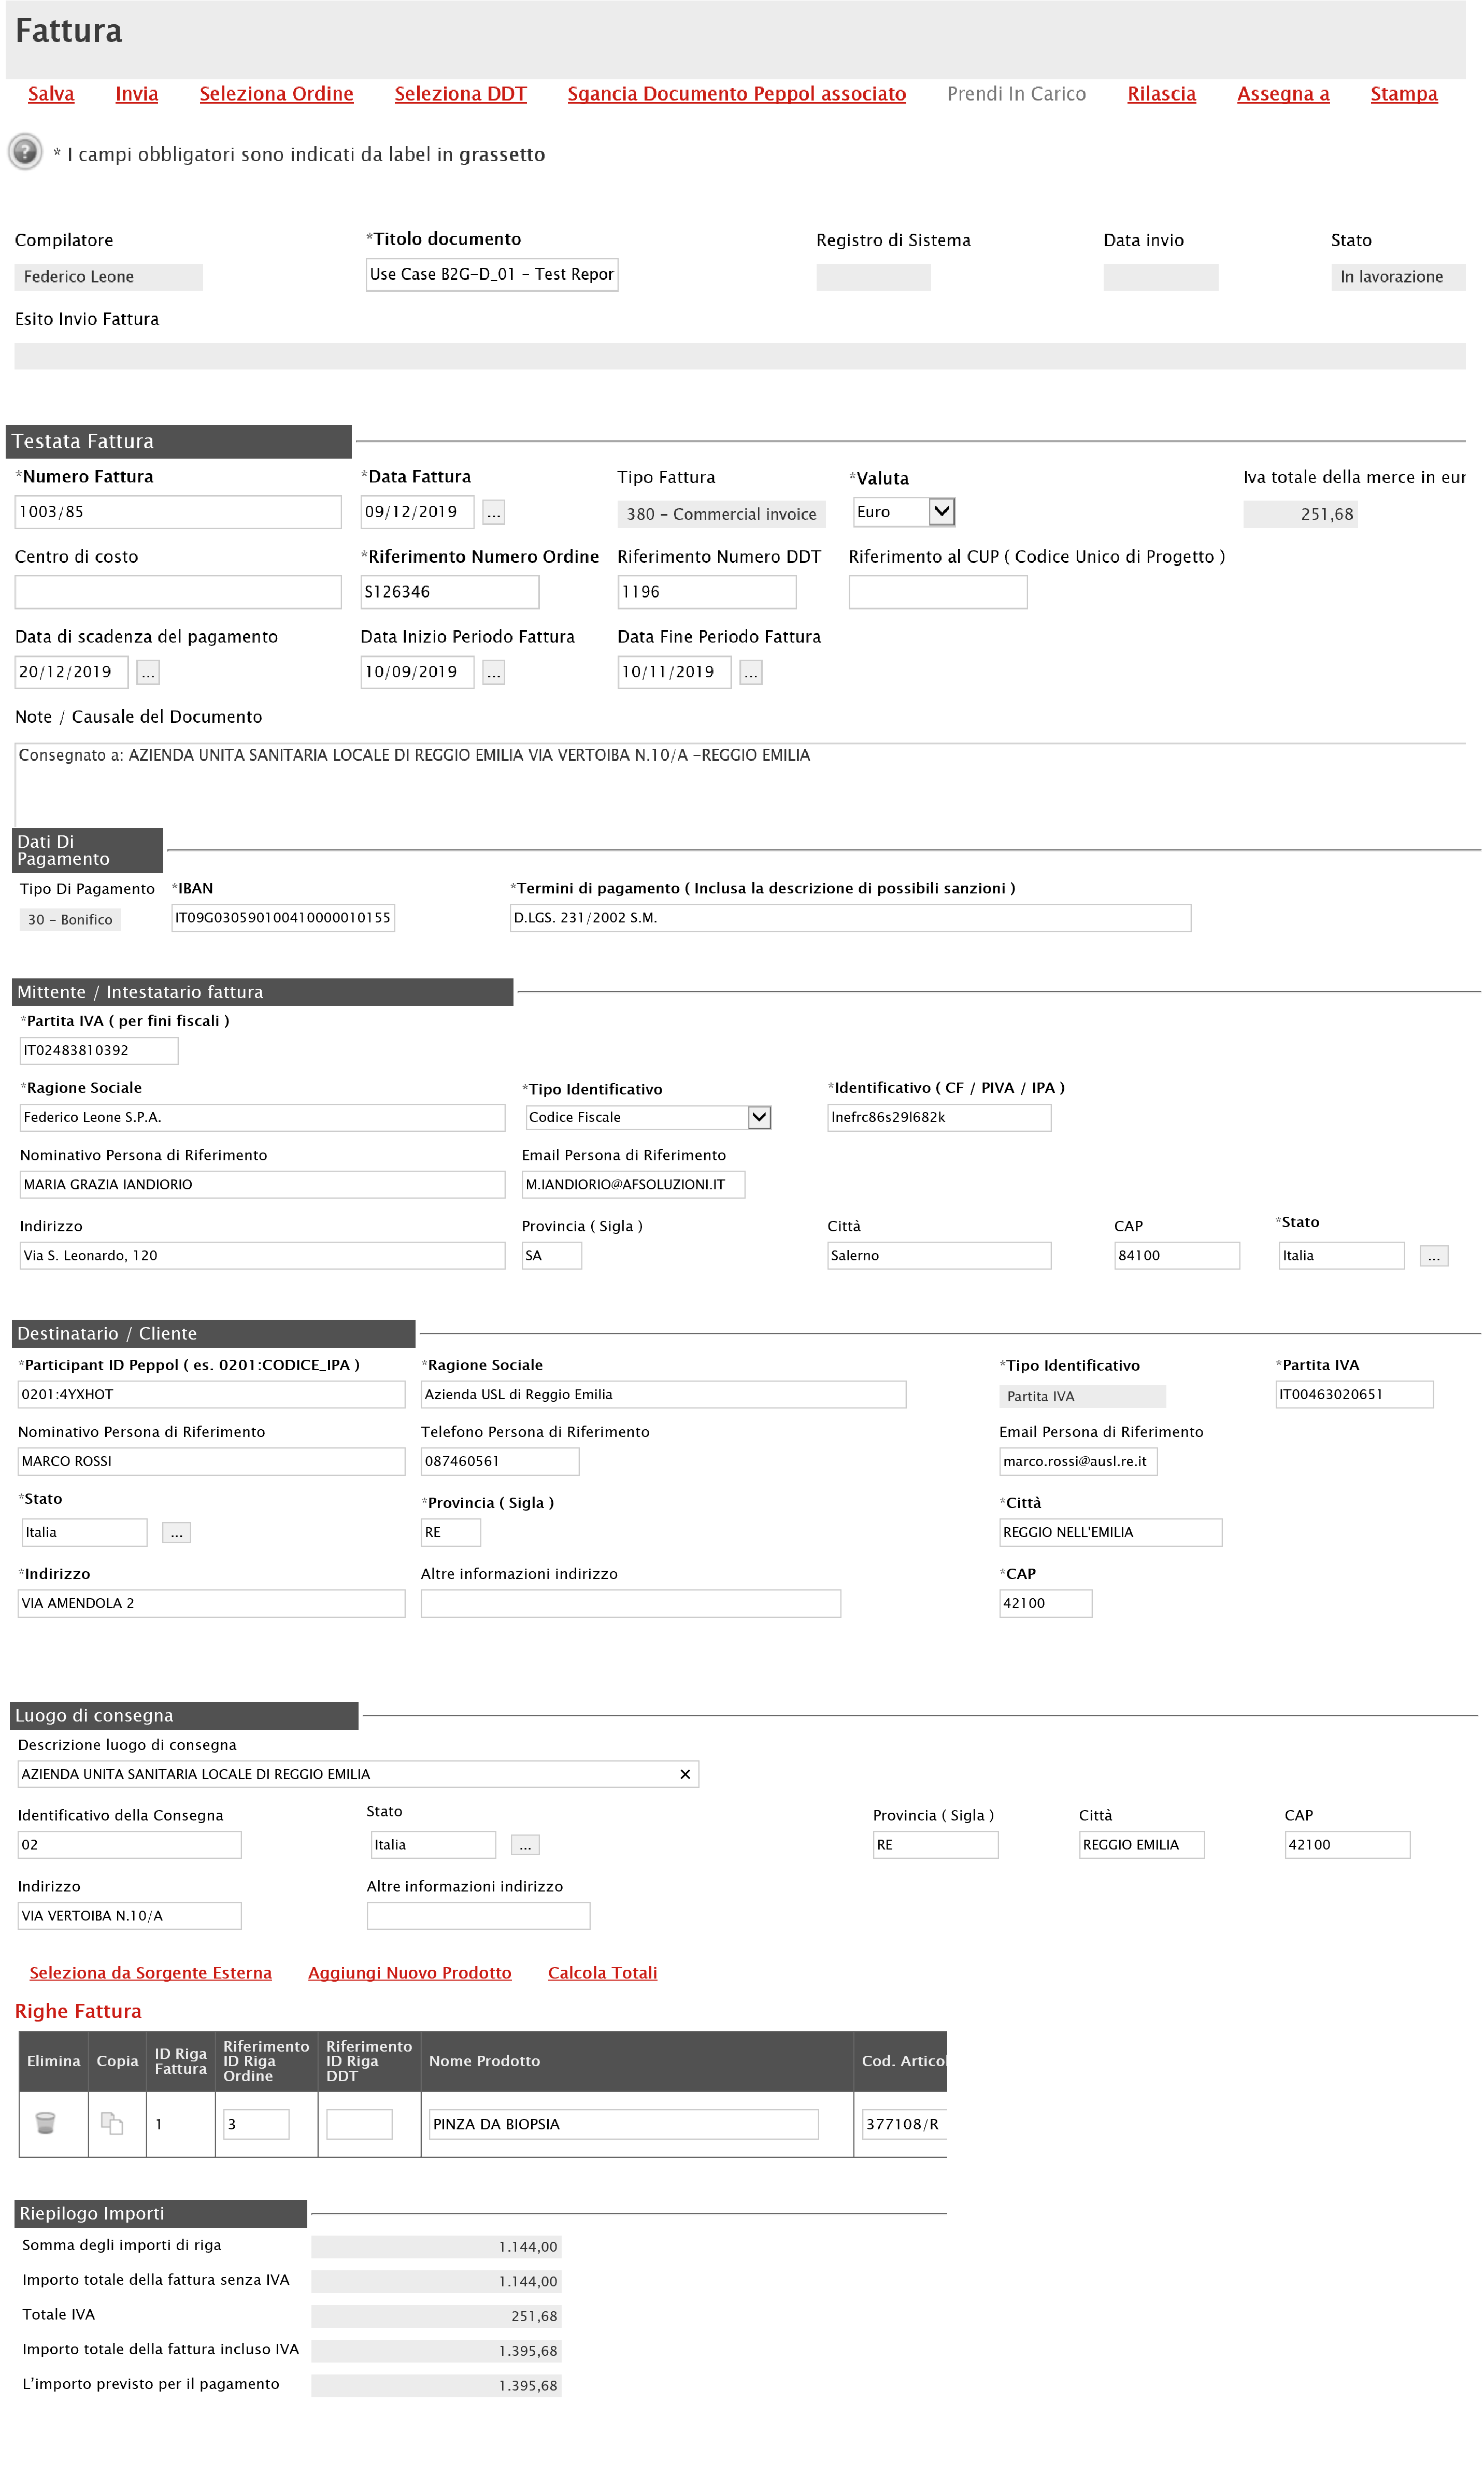 Fattura
Salva Invia Seleziona Ordine Seleziona DDT Sgancia Documento Peppol associato Prendi In Carico Rilascia Assegna a Stampa
* I campi obbligatori sono indicati da label in grassetto
Compilatore *Titolo documento Registro di Sistema Data invio Stato
Federico Leone Use Case B2G-D_01 - Test Repor In lavorazione
Esito Invio Fattura
Testata Fattura
*Numero Fattura *Data Fattura Tipo Fattura *Valuta Iva totale della merce in eur
1003/85 09/12/2019 ... 380 - Commercial invoice Euro 251,68
Centro di costo *Riferimento Numero Ordine Riferimento Numero DDT Riferimento al CUP ( Codice Unico di Progetto )
S126346 1196
Data di scadenza del pagamento Data Inizio Periodo Fattura Data Fine Periodo Fattura
20/12/2019 ... 10/09/2019 ... 10/11/2019 ...
Note / Causale del Documento
Consegnato a: AZIENDA UNITA SANITARIA LOCALE DI REGGIO EMILIA VIA VERTOIBA N.10/A -REGGIO EMILIA
Dati Di
Pagamento
Tipo Di Pagamento *IBAN *Termini di pagamento ( Inclusa la descrizione di possibili sanzioni )
30 - Bonifico IT09G030590100410000010155 D.LGS. 231/2002 S.M.
Mittente / Intestatario fattura
*Partita IVA ( per fini fiscali )
IT02483810392
*Ragione Sociale *Tipo Identificativo *Identificativo ( CF / PIVA / IPA )
Federico Leone S.P.A. Codice Fiscale lnefrc86s29l682k
Nominativo Persona di Riferimento Email Persona di Riferimento
MARIA GRAZIA IANDIORIO M.IANDIORIO@AFSOLUZIONI.IT
Indirizzo Provincia ( Sigla ) Città CAP *Stato
Via S. Leonardo, 120 SA Salerno 84100 Italia ...
Destinatario / Cliente
*Participant ID Peppol ( es. 0201:CODICE_IPA ) *Ragione Sociale *Tipo Identificativo *Partita IVA
0201:4YXHOT Azienda USL di Reggio Emilia Partita IVA IT00463020651
Nominativo Persona di Riferimento Telefono Persona di Riferimento Email Persona di Riferimento
MARCO ROSSI 087460561 marco.rossi@ausl.re.it
*Stato *Provincia ( Sigla ) *Città
Italia ... RE REGGIO NELL'EMILIA
*Indirizzo Altre informazioni indirizzo *CAP
VIA AMENDOLA 2 42100
Luogo di consegna
Descrizione luogo di consegna
AZIENDA UNITA SANITARIA LOCALE DI REGGIO EMILIA
Identificativo della Consegna Stato Provincia ( Sigla ) Città CAP
02 Italia ... RE REGGIO EMILIA 42100
Indirizzo Altre informazioni indirizzo
VIA VERTOIBA N.10/A
Seleziona da Sorgente Esterna Aggiungi Nuovo Prodotto Calcola Totali
Righe Fattura
Elimina Copia ID Riga Fattura Riferimento ID Riga Ordine Riferimento ID Riga DDT Nome Prodotto Cod. Articol
1 3 PINZA DA BIOPSIA 377108/R
Riepilogo Importi
Somma degli importi di riga 1.144,00
Importo totale della fattura senza IVA 1.144,00
Totale IVA 251,68
Importo totale della fattura incluso IVA 1.395,68
L'importo previsto per il pagamento 1.395,68